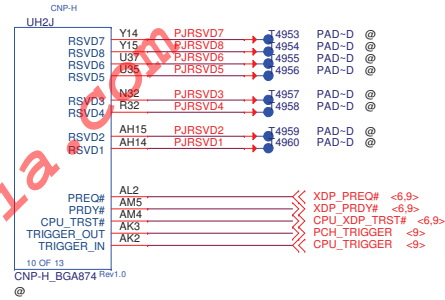 CNP-H
UH2J
RSVD7 Y14 PJRSVD7 T4953 PAD~D @
RSVD8 Y15 PJRSVD8 T4954 PAD~D @
RSVD6 U37 PJRSVD6 T4955 PAD~D @
RSVD5 U35 PJRSVD5 T4956 PAD~D @
RSVD3 N32 PJRSVD3 T4957 PAD~D @
RSVD4 R32 PJRSVD4 T4958 PAD~D @
RSVD2 AH15 PJRSVD2 T4959 PAD~D @
RSVD1 AH14 PJRSVD1 T4960 PAD~D @
PREQ# AL2 XDP_PREQ# <6,9>
PRDY# AM5 XDP_PRDY# <6,9>
CPU_TRST# AM4 CPU_XDP_TRST# <6,9>
TRIGGER_OUT AK3 PCH_TRIGGER <9>
TRIGGER_IN AK2 CPU_TRIGGER <9>
10 OF 13
CNP-H_BGA874 Rev1.0
@
ia.com